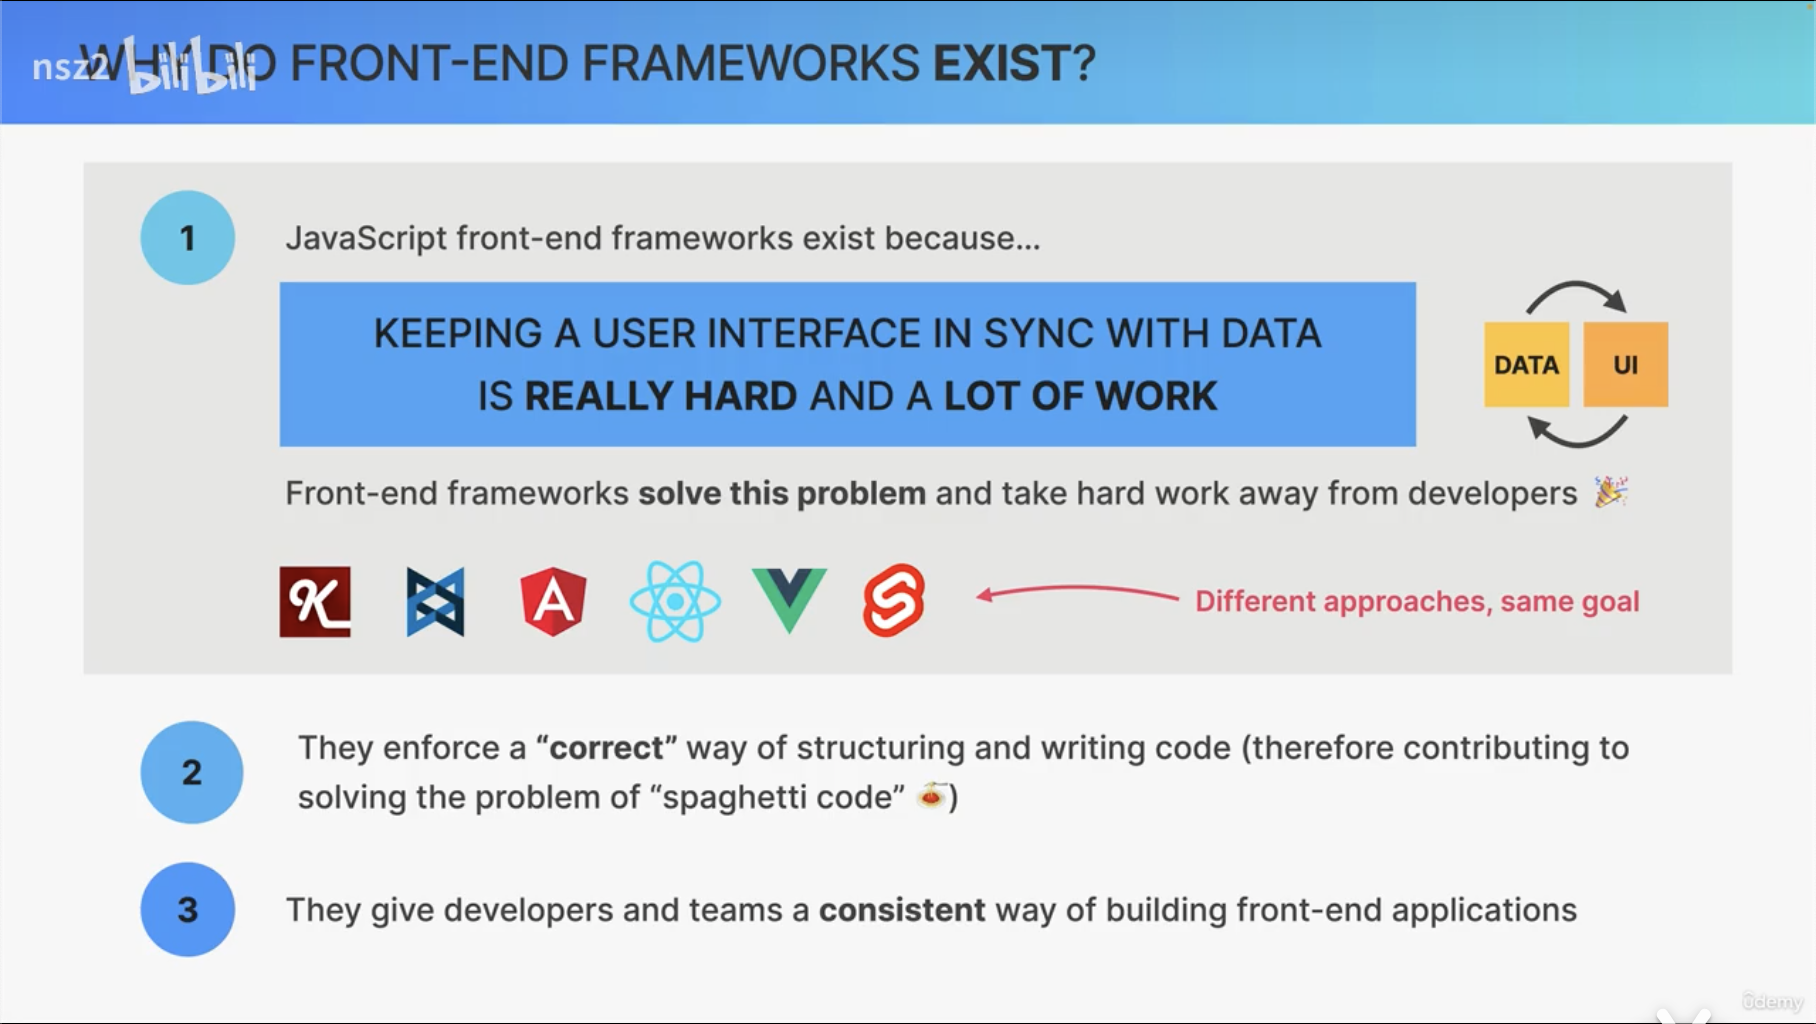 WHY DO FRONT-END FRAMEWORKS EXIST?
nsz2 bilibili
1
JavaScript front-end frameworks exist because...
KEEPING A USER INTERFACE IN SYNC WITH DATA
IS REALLY HARD AND A LOT OF WORK
DATA
UI
Front-end frameworks solve this problem and take hard work away from developers
K
A
Different approaches, same goal
2
They enforce a “correct” way of structuring and writing code (therefore contributing to
solving the problem of “spaghetti code” )
3
They give developers and teams a consistent way of building front-end applications
ûdemy